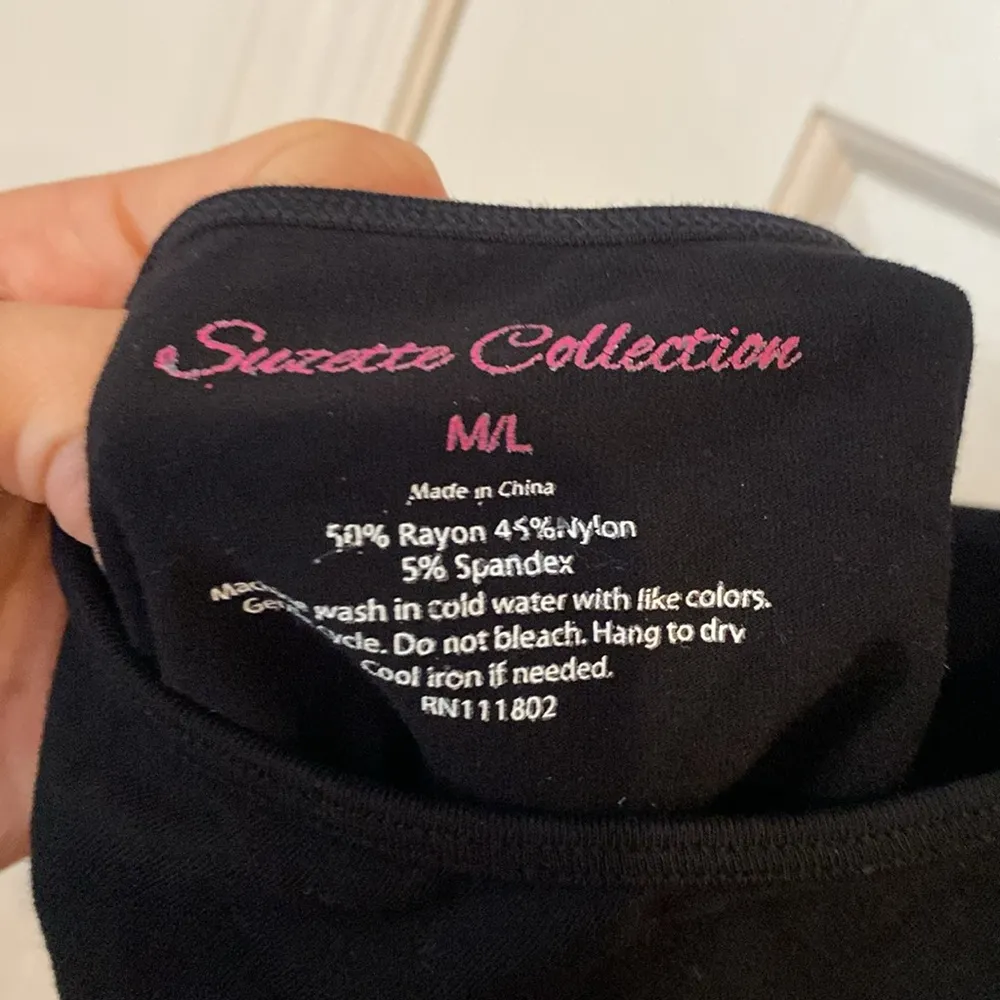 Suzette Collection
M/L
Made in China
50% Rayon 45% Nylon
5% Spandex
wash in cold water with like colors.
Do not bleach. Hang to dry
Cool iron if needed.
RN111802